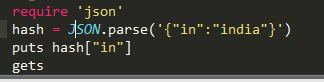 require 'json'
hash = JSON.parse('{"in":"india"}')
puts hash["in"]
gets